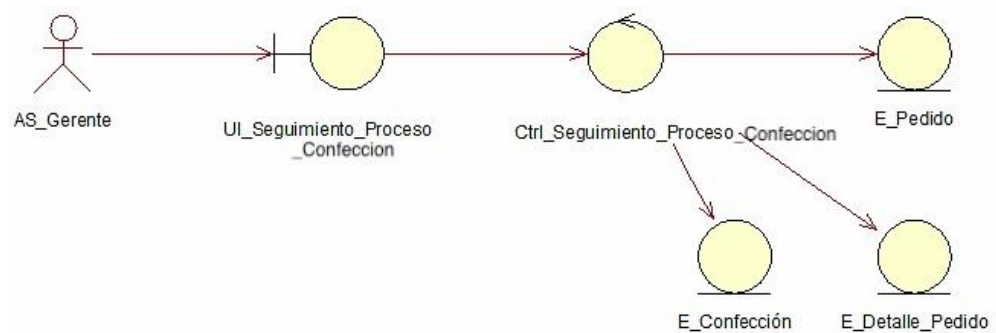 AS_Gerente
UI_Seguimiento_Proceso
_Confeccion
Ctrl_Seguimiento_Proceso_Confeccion
E_Pedido
E_Confección
E_Detalle_Pedido